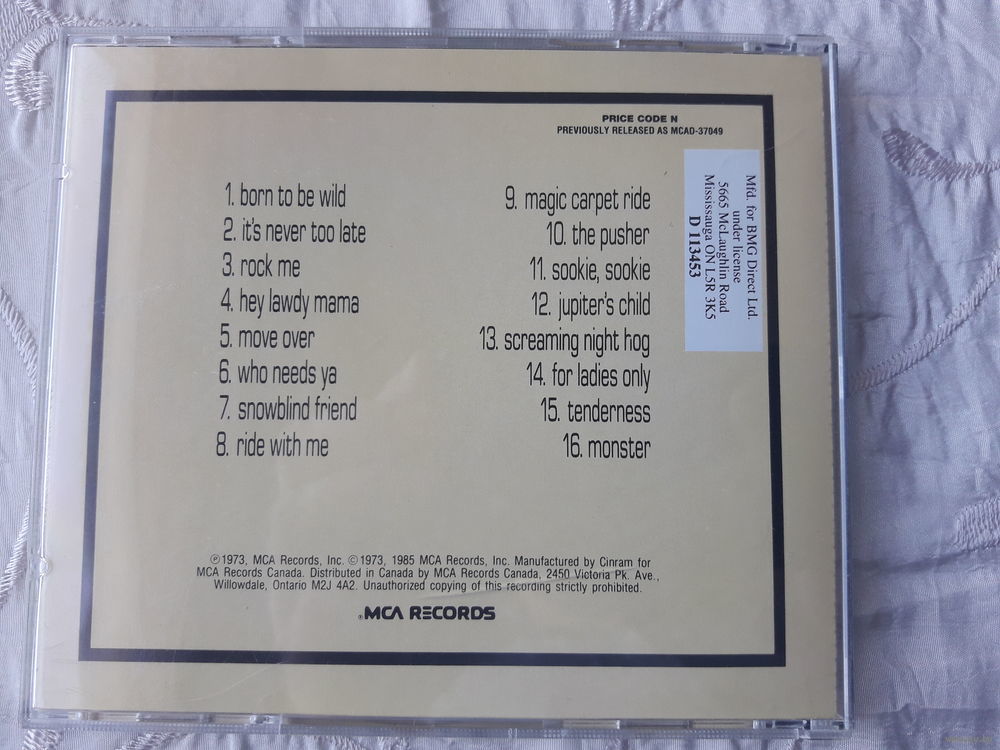 PRICE CODE N
PREVIOUSLY RELEASED AS MCAD-37049
1. born to be wild
2. it's never too late
3. rock me
4. hey lawdy mama
5. move over
6. who needs ya
7. snowblind friend
8. ride with me
9. magic carpet ride
10. the pusher
11. sookie, sookie
12. jupiter's child
13. screaming night hog
14. for ladies only
15. tenderness
16. monster
Mfd. for BMG Direct Ltd.
under license
5665 McLaughlin Road
Mississauga ON L5R 3K5
D 113453
℗1973, MCA Records, Inc. ©1973, 1985 MCA Records, Inc. Manufactured by Cinram for
MCA Records Canada. Distributed in Canada by MCA Records Canada, 2450 Victoria Pk. Ave.,
Willowdale, Ontario M2J 4A2. Unauthorized copying of this recording strictly prohibited.
®MCA RECORDS